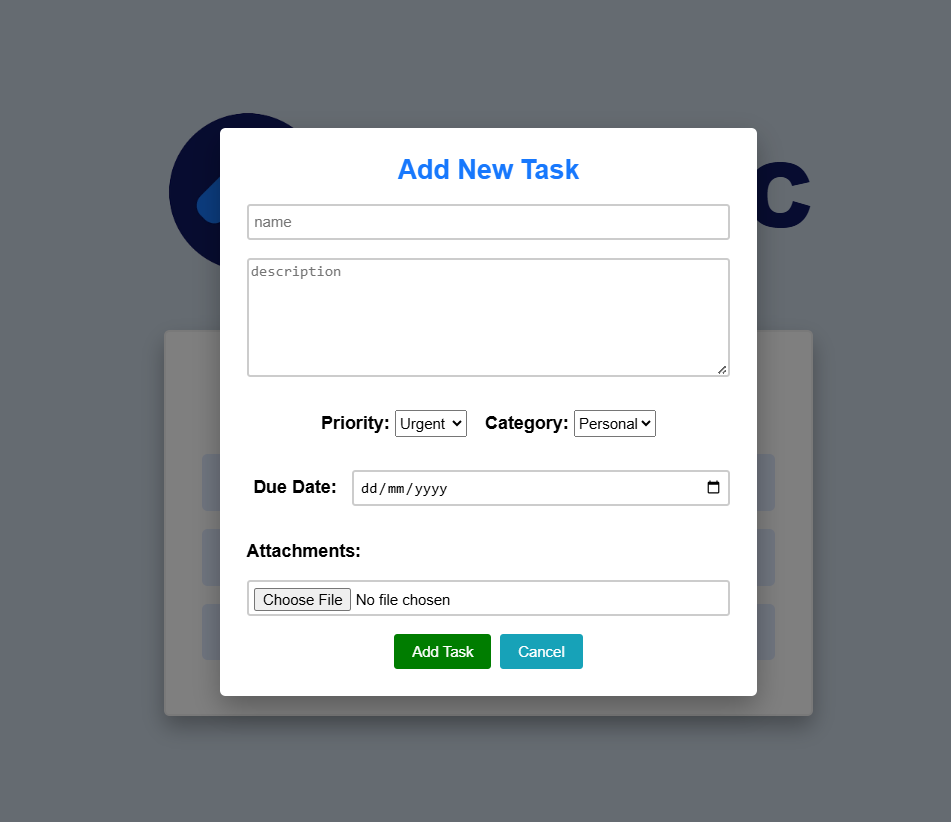 Add New Task
name
description
Priority: Urgent Category: Personal
Due Date: dd/mm/yyyy
Attachments:
Choose File No file chosen
Add Task Cancel